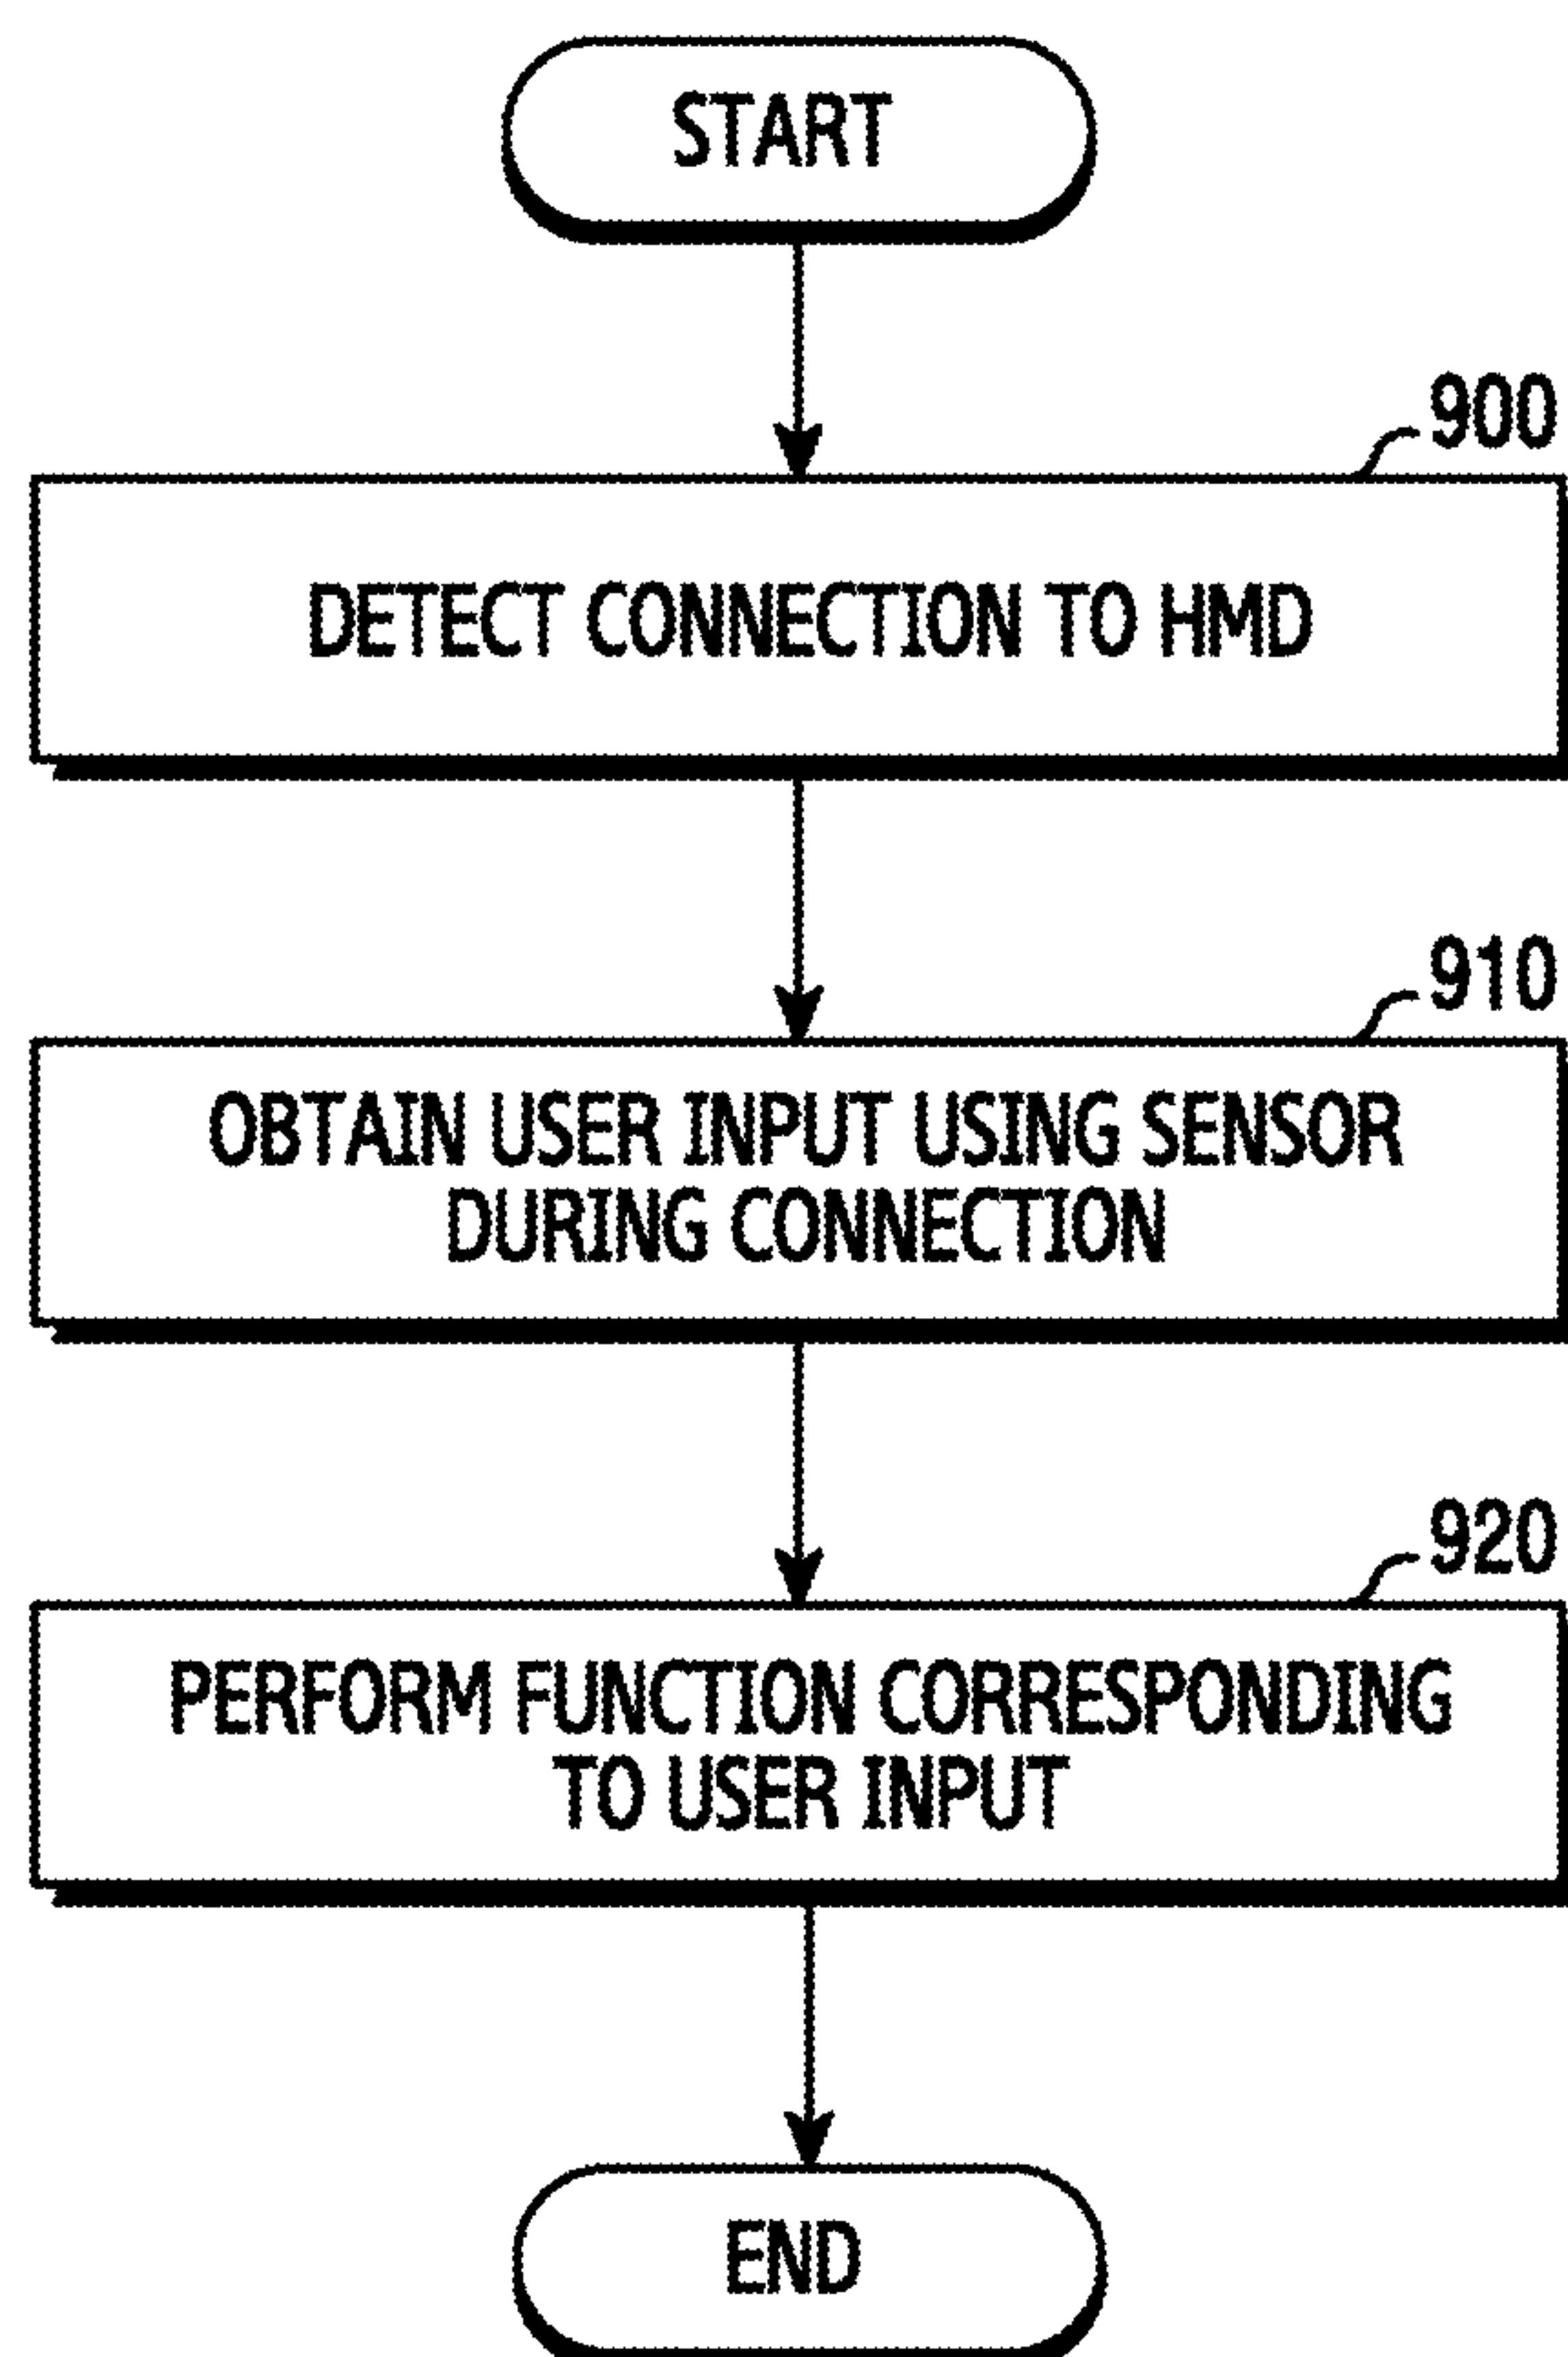 START
900
DETECT CONNECTION TO HMD
910
OBTAIN USER INPUT USING SENSOR
DURING CONNECTION
920
PERFORM FUNCTION CORRESPONDING
TO USER INPUT
END